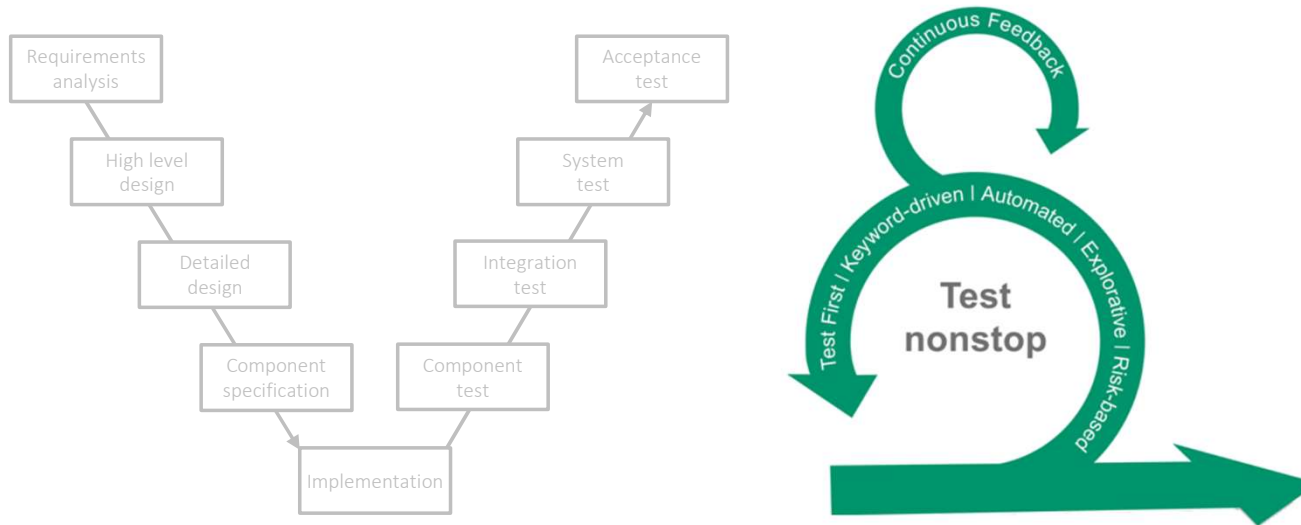 Requirements
analysis
High level
design
Detailed
design
Component
specification
Implementation
Component
test
Integration
test
System
test
Acceptance
test
Continuous Feedback
Test First | Keyword-driven | Automated | Explorative | Risk-based
Test
nonstop